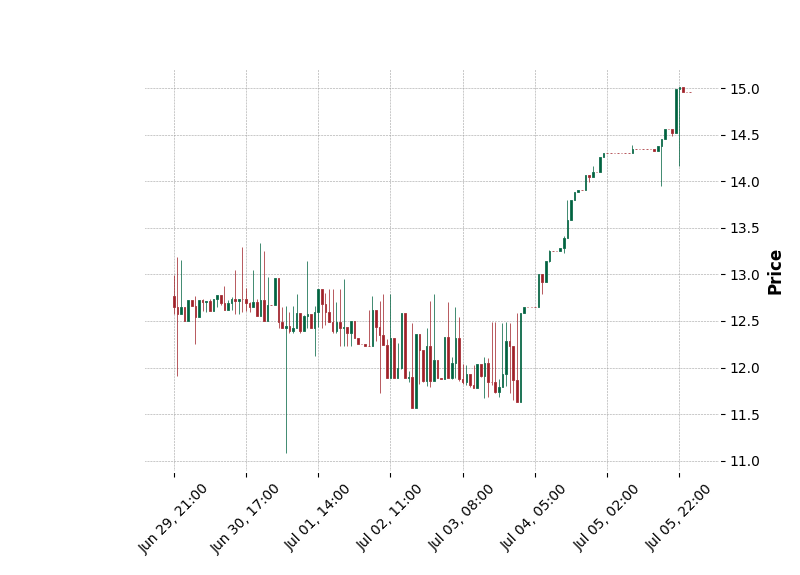 15.0
14.5
14.0
13.5
13.0
12.5
12.0
11.5
11.0
Price
Jun 29, 21:00
Jun 30, 17:00
Jul 01, 14:00
Jul 02, 11:00
Jul 03, 08:00
Jul 04, 05:00
Jul 05, 02:00
Jul 05, 22:00